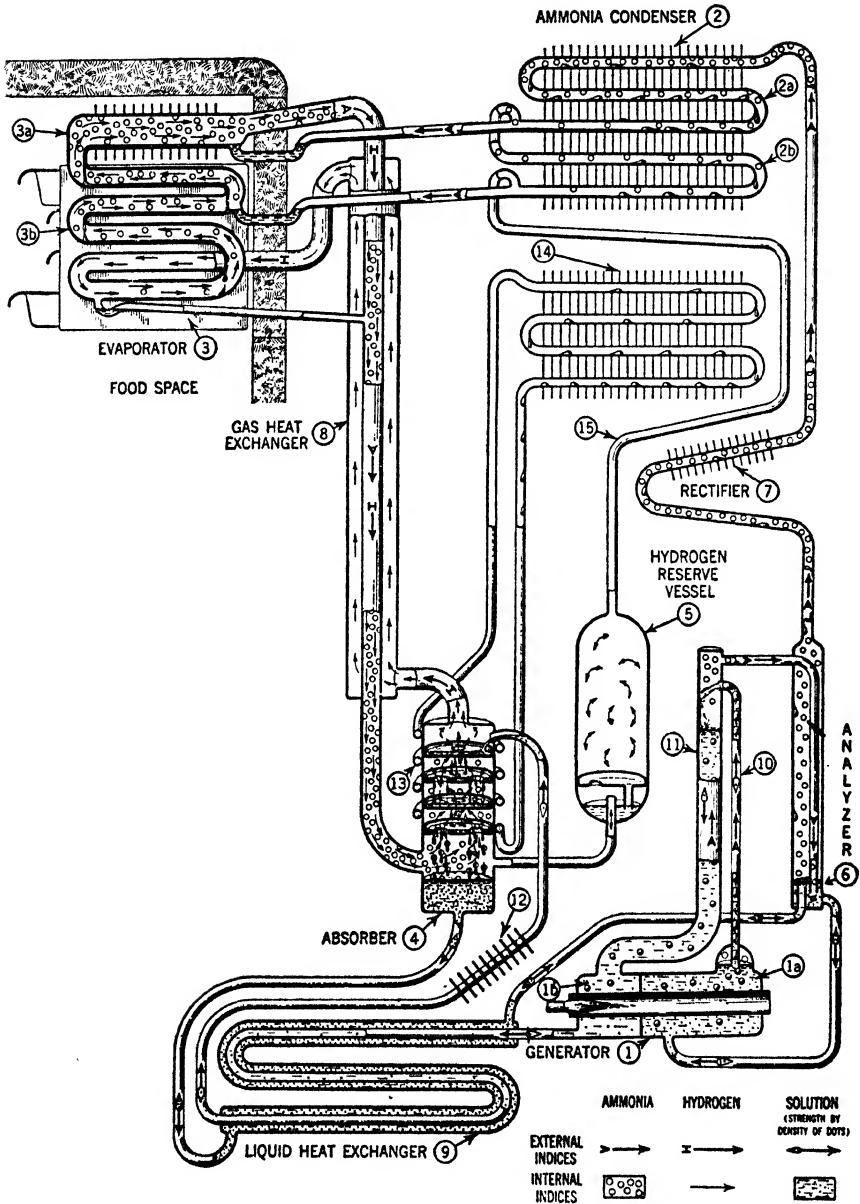 AMMONIA CONDENSER 2
2a
3a
2b
3b
14
EVAPORATOR 3
FOOD SPACE
GAS HEAT
EXCHANGER 8
15
RECTIFIER 7
HYDROGEN
RESERVE
VESSEL
5
11
10
ANALYZER
6
13
12
ABSORBER 4
1b
1a
GENERATOR 1
LIQUID HEAT EXCHANGER 9
AMMONIA HYDROGEN SOLUTION
(STRENGTH BY
DENSITY OF DOTS)
EXTERNAL
INDICES
INTERNAL
INDICES
H
H
H
H